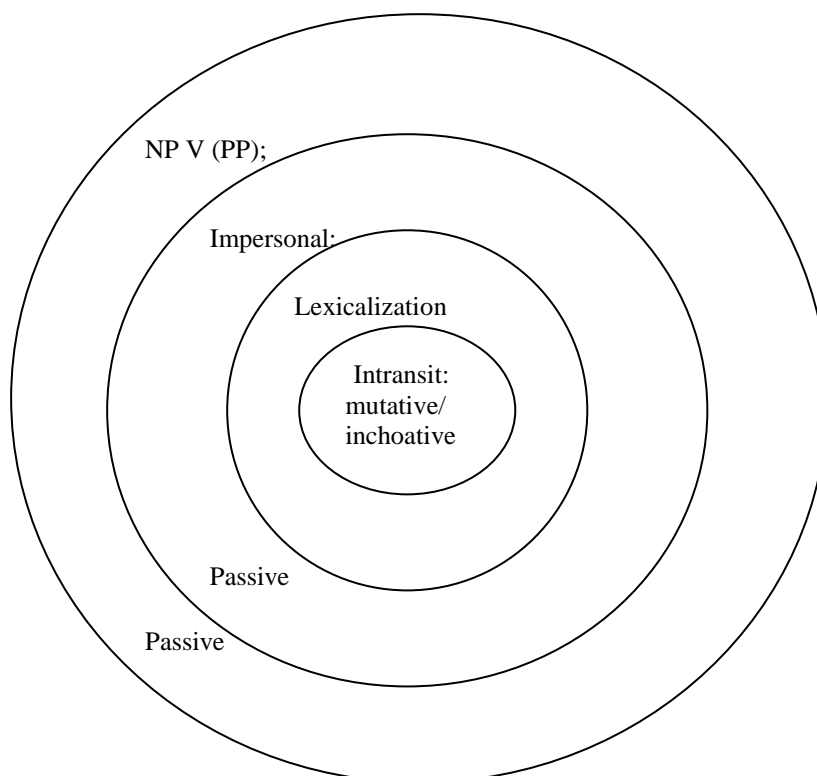 NP V (PP);
Impersonal:
Lexicalization
Intransit:
mutative/
inchoative
Passive
Passive